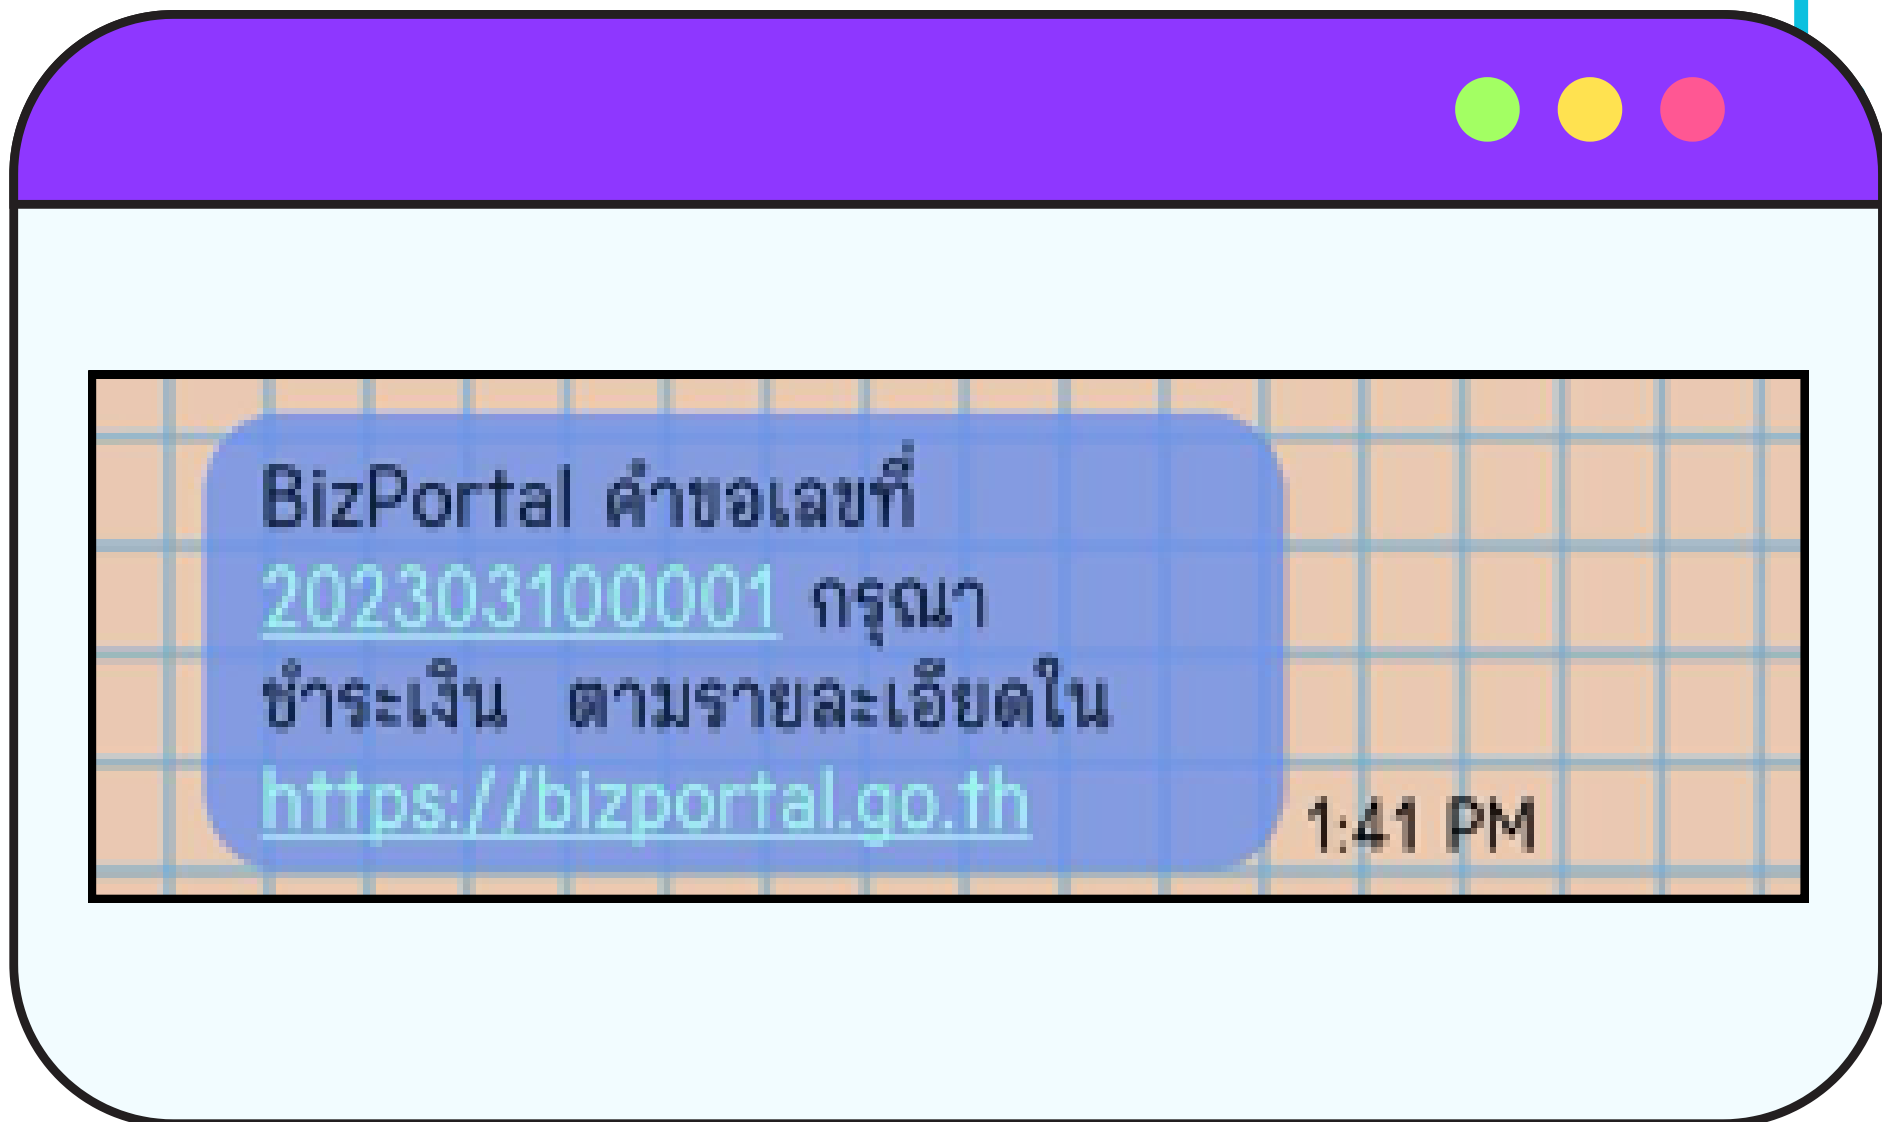 BizPortal คำขอเลขที่
202303100001 กรุณา
ชำระเงิน ตามรายละเอียดใน
https://bizportal.go.th
1:41 PM